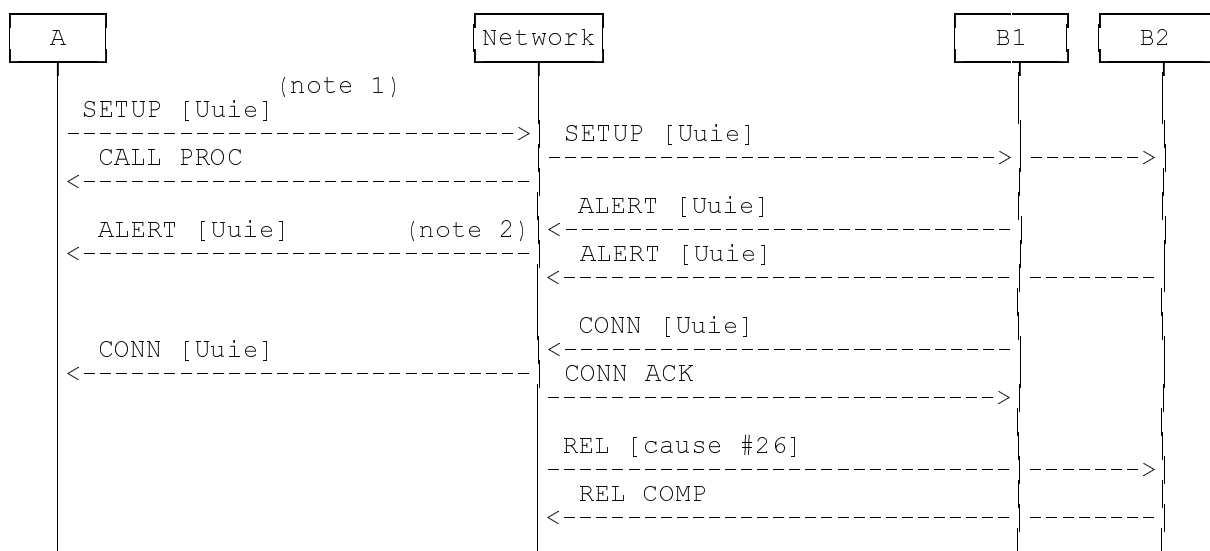 A Network B1 B2
(note 1)
SETUP [Uuie]
SETUP [Uuie]
CALL PROC
ALERT [Uuie]
ALERT [Uuie] (note 2)
ALERT [Uuie]
CONN [Uuie]
CONN [Uuie]
CONN ACK
REL [cause #26]
REL COMP